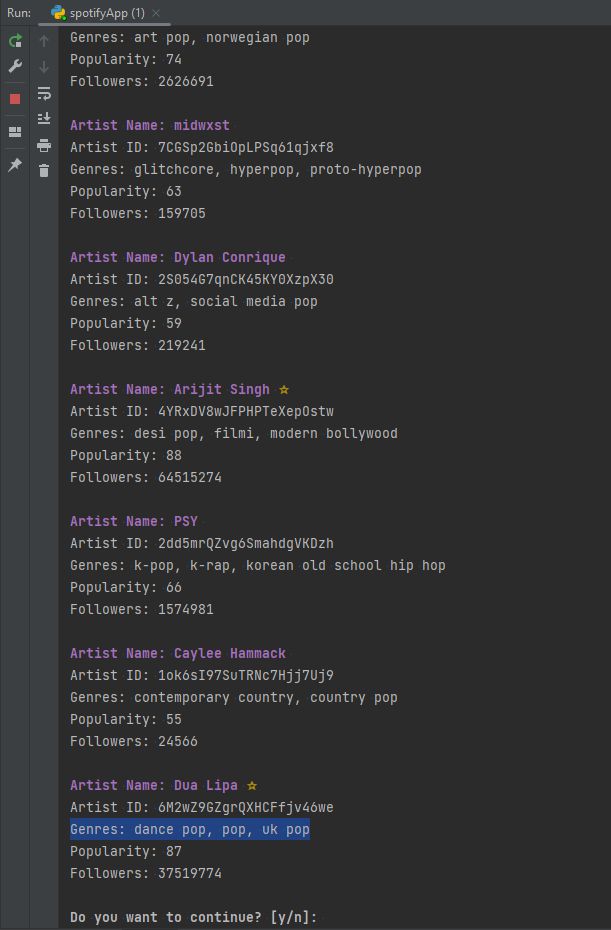 Run: spotifyApp (1)
Genres: art pop, norwegian pop
Popularity: 74
Followers: 2626691
Artist Name: midwxst
Artist ID: 7CGSp2GbiOpLPSq61qjxf8
Genres: glitchcore, hyperpop, proto-hyperpop
Popularity: 63
Followers: 159705
Artist Name: Dylan Conrique
Artist ID: 2S054G7qnCK45KY0XzpX30
Genres: alt z, social media pop
Popularity: 59
Followers: 219241
Artist Name: Arijit Singh ☆
Artist ID: 4YRxDV8wJFPHPTeXepOstw
Genres: desi pop, filmi, modern bollywood
Popularity: 88
Followers: 64515274
Artist Name: PSY
Artist ID: 2dd5mrQZvg6SmahdgVKDzh
Genres: k-pop, k-rap, korean old school hip hop
Popularity: 66
Followers: 1574981
Artist Name: Caylee Hammack
Artist ID: 1ok6sI97SuTRNc7Hjj7Uj9
Genres: contemporary country, country pop
Popularity: 55
Followers: 24566
Artist Name: Dua Lipa ☆
Artist ID: 6M2wZ9GZgrQXHCFfjv46we
Genres: dance pop, pop, uk pop
Popularity: 87
Followers: 37519774
Do you want to continue? [y/n]: